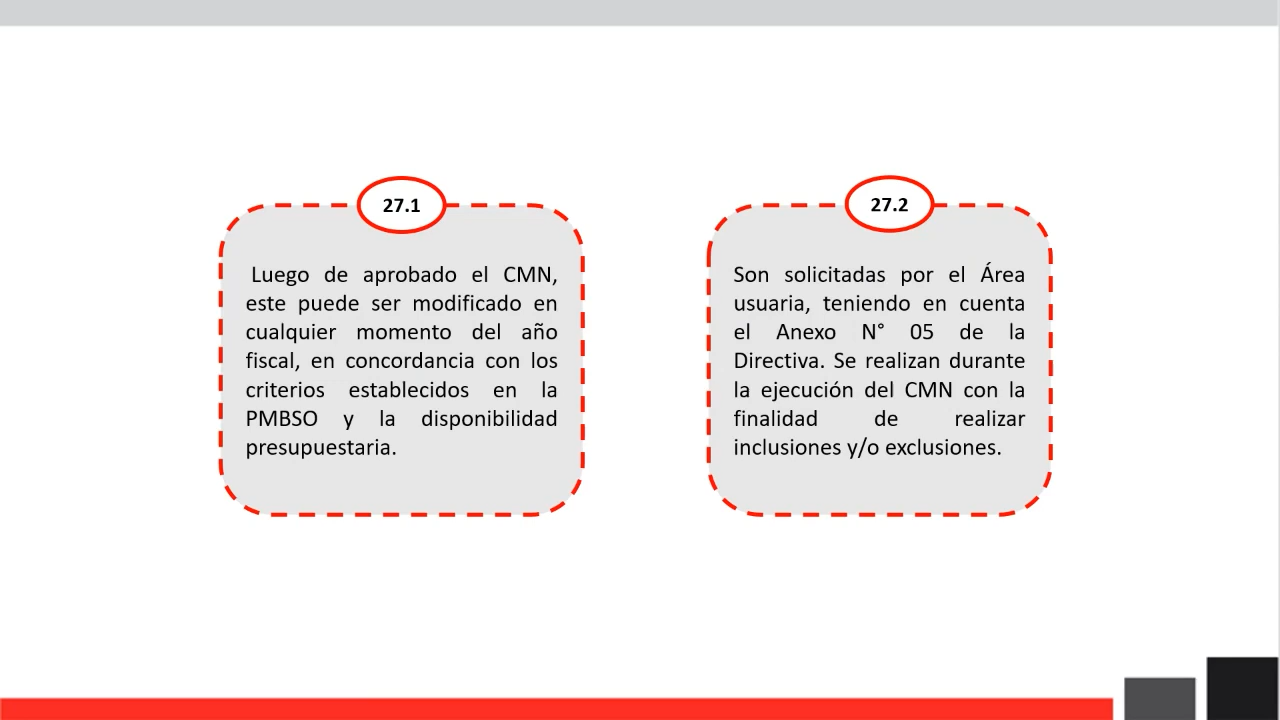 27.1
Luego de aprobado el CMN,
este puede ser modificado en
cualquier momento del año
fiscal, en concordancia con los
criterios establecidos en la
PMBSO y la disponibilidad
presupuestaria.
27.2
Son solicitadas por el Área
usuaria, teniendo en cuenta
el Anexo N° 05 de la
Directiva. Se realizan durante
la ejecución del CMN con la
finalidad de realizar
inclusiones y/o exclusiones.